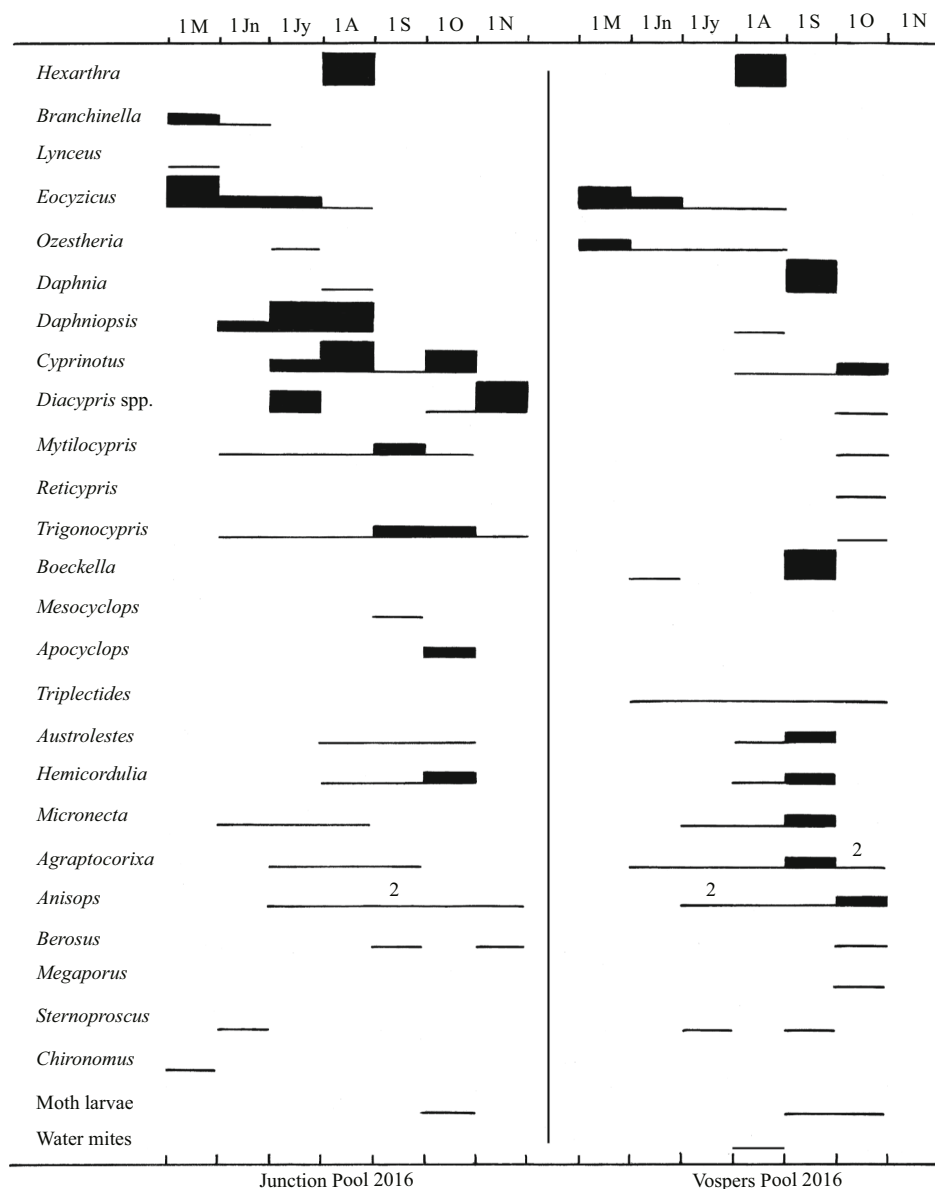 1 M 1 Jn 1 Jy 1 A 1 S 1 O 1 N 1 M 1 Jn 1 Jy 1 A 1 S 1 O 1 N
Hexarthra
Branchinella
Lynceus
Eocyzicus
Ozestheria
Daphnia
Daphniopsis
Cyprinotus
Diacypris spp.
Mytilocypris
Reticypris
Trigonocypris
Boeckella
Mesocyclops
Apocyclops
Triplectides
Austrolestes
Hemicordulia
Micronecta
Agraptocorixa 2
Anisops 2 2
Berosus
Megaporus
Sternoproscus
Chironomus
Moth larvae
Water mites
Junction Pool 2016 Vospers Pool 2016